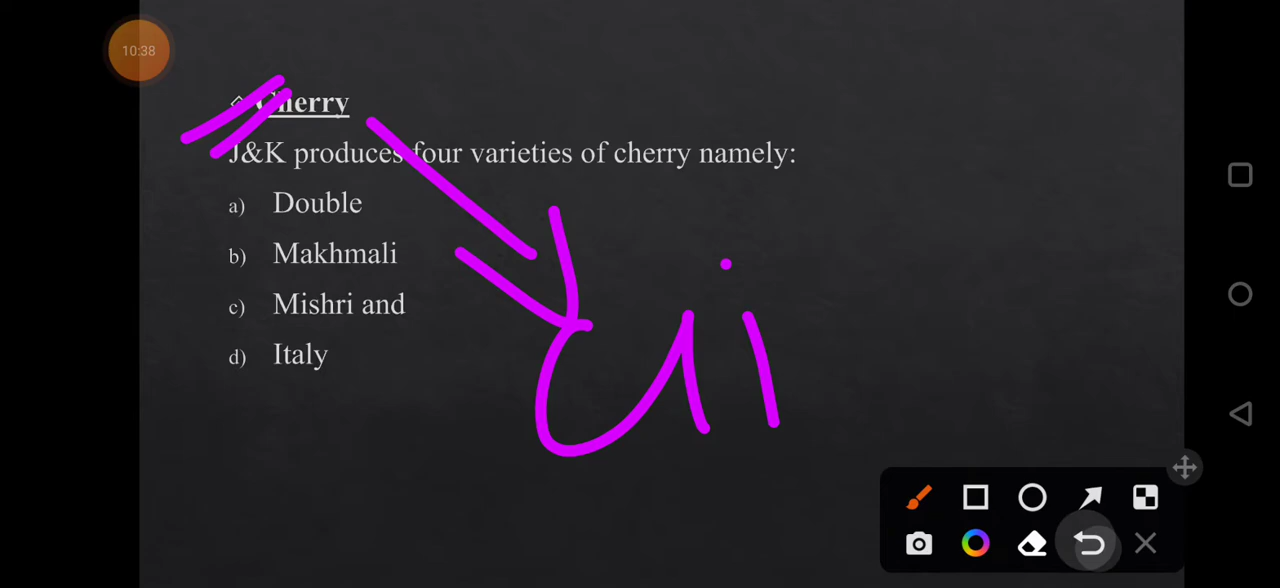 10:38
Cherry
J&K produces four varieties of cherry namely:
a) Double
b) Makhmali
c) Mishri and
d) Italy